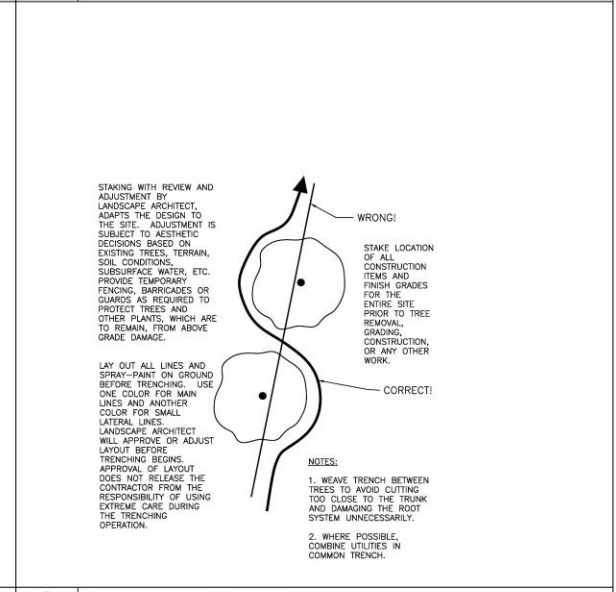 STAKING WITH REVIEW AND
ADJUSTMENT BY
LANDSCAPE ARCHITECT,
ADAPTS THE DESIGN TO
THE SITE. ADJUSTMENT IS
SUBJECT TO AESTHETIC
DECISIONS BASED ON
EXISTING TREES, TERRAIN,
SOIL CONDITIONS,
SUBSURFACE WATER, ETC.
PROVIDE TEMPORARY
FENCING, BARRICADES OR
GUARDS AS REQUIRED TO
PROTECT TREES AND
OTHER PLANTS, WHICH ARE
TO REMAIN, FROM ABOVE
GRADE DAMAGE.
LAY OUT ALL LINES AND
SPRAY-PAINT ON GROUND
BEFORE TRENCHING. USE
ONE COLOR FOR MAIN
LINES AND ANOTHER
COLOR FOR SMALL
LATERAL LINES.
LANDSCAPE ARCHITECT
WILL APPROVE OR ADJUST
LAYOUT BEFORE
TRENCHING BEGINS.
APPROVAL OF LAYOUT
DOES NOT RELEASE THE
CONTRACTOR FROM THE
RESPONSIBILITY OF USING
EXTREME CARE DURING
THE TRENCHING
OPERATION.
WRONG!
STAKE LOCATION
OF ALL
CONSTRUCTION
ITEMS AND
FINISH GRADES
FOR THE
ENTIRE SITE
PRIOR TO TREE
REMOVAL,
GRADING,
CONSTRUCTION,
OR ANY OTHER
WORK.
CORRECT!
NOTES:
1. WEAVE TRENCH BETWEEN
TREES TO AVOID CUTTING
TOO CLOSE TO THE TRUNK
AND DAMAGING THE ROOT
SYSTEM UNNECESSARILY.
2. WHERE POSSIBLE,
COMBINE UTILITIES IN
COMMON TRENCH.